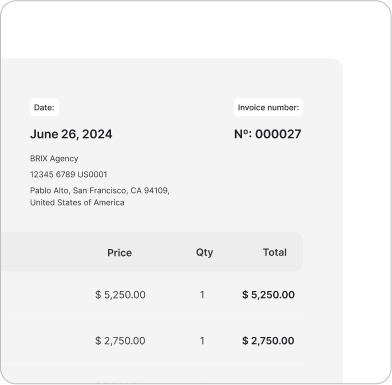 Date:
Invoice number:
June 26, 2024
Nº: 000027
BRIX Agency
12345 6789 US0001
Pablo Alto, San Francisco, CA 94109,
United States of America
Price Qty Total
$ 5,250.00 1 $ 5,250.00
$ 2,750.00 1 $ 2,750.00